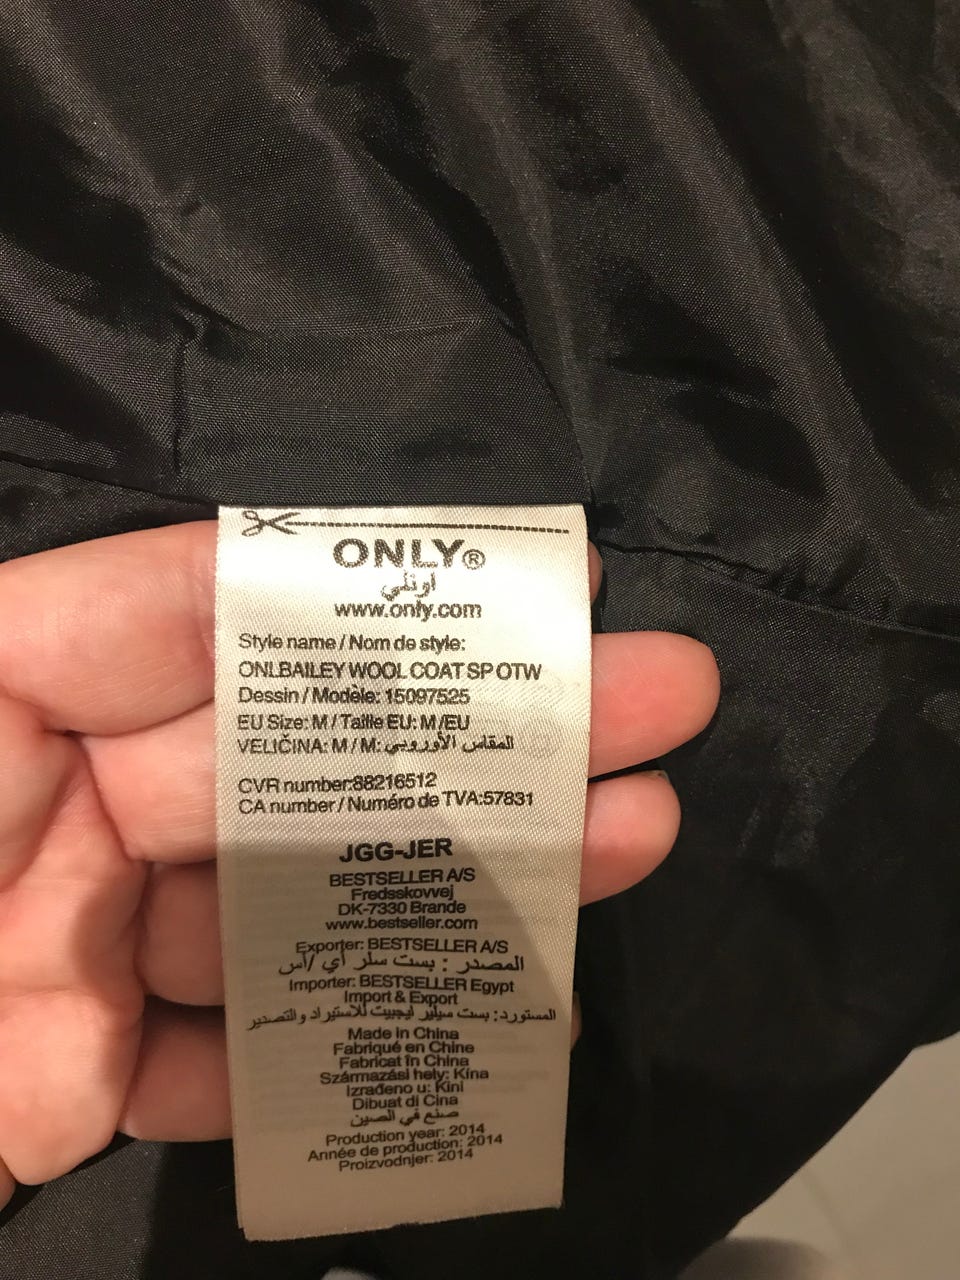 ONLY®
اونلي
www.only.com
Style name / Nom de style:
ONLBAILEY WOOL COAT SP OTW
Dessin / Modèle: 15097525
EU Size: M / Taille EU: M/EU
VELIČINA: M / M: المقاس الأوروبي
CVR number:88216512
CA number / Numéro de TVA:57831
JGG-JER
BESTSELLER A/S
Fredsskovvej
DK-7330 Brande
www.bestseller.com
Exporter: BESTSELLER A/S
المصدر : بست سلر أي /أس
Importer: BESTSELLER Egypt
Import & Export
المستورد: بست سيلير ايجيبت للاستيراد و التصدير
Made in China
Fabriqué en Chine
Fabricat în China
Származási hely: Kína
Izrađeno u: Kini
Dibuat di Cina
صنع في الصين
Production year: 2014
Année de production: 2014
Proizvodnjer: 2014